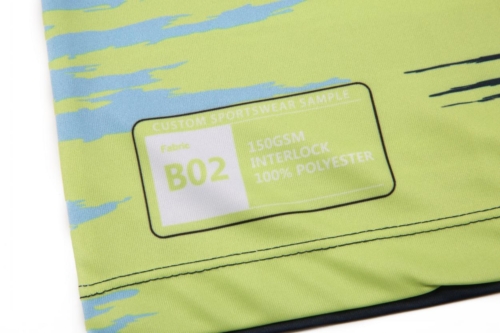 CUSTOM SPORTSWEAR SAMPLE
Fabric
B02
150GSM
INTERLOCK
100% POLYESTER